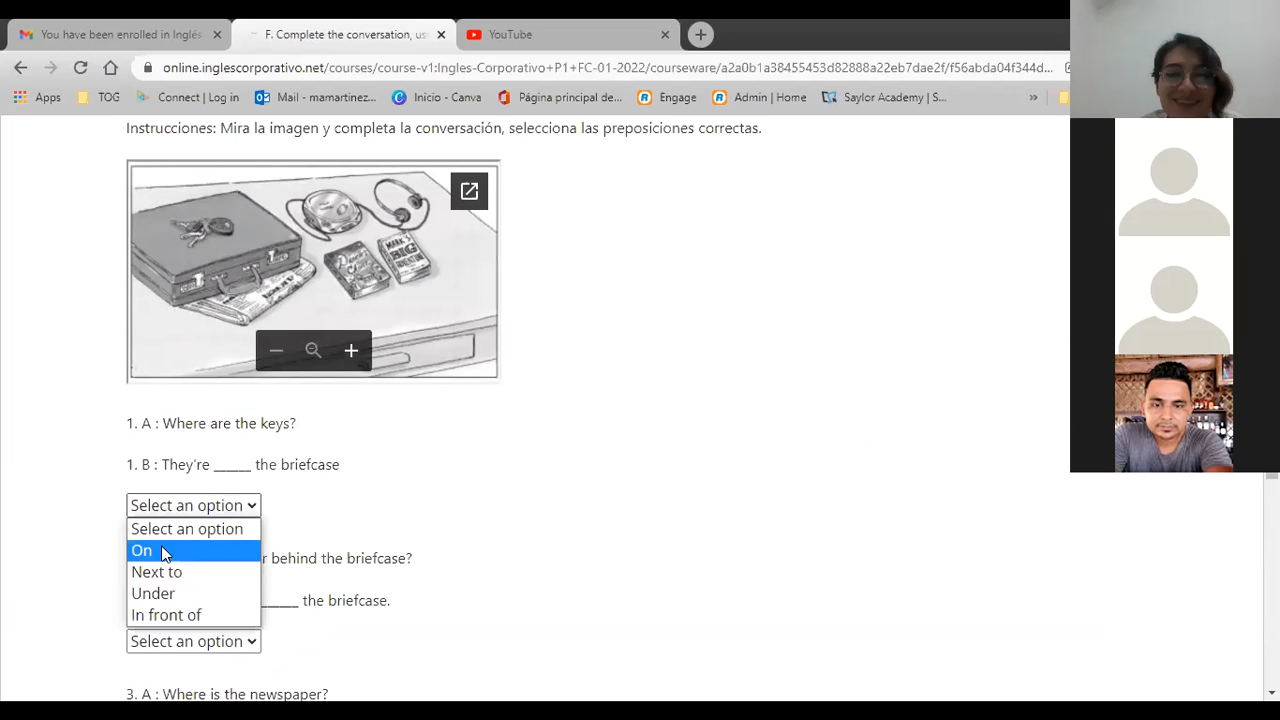 You have been enrolled in Inglés
F. Complete the conversation, us
YouTube
online.inglescorporativo.net/courses/course-v1:Ingles-Corporativo+P1+FC-01-2022/courseware/a2a0b1a38455453d82888a22eb7dae2f/f56abda04f344d...
Apps
TOG
Connect | Log in
Mail - mamartinez...
Inicio - Canva
Página principal de...
Engage
Admin | Home
Saylor Academy | S...
»
Instrucciones: Mira la imagen y completa la conversación, selecciona las preposiciones correctas.
MARK'S
BIG
1. A : Where are the keys?
1. B : They're ______ the briefcase
Select an option
Select an option
On
Next to
Under
In front of
r behind the briefcase?
______ the briefcase.
Select an option
3. A : Where is the newspaper?